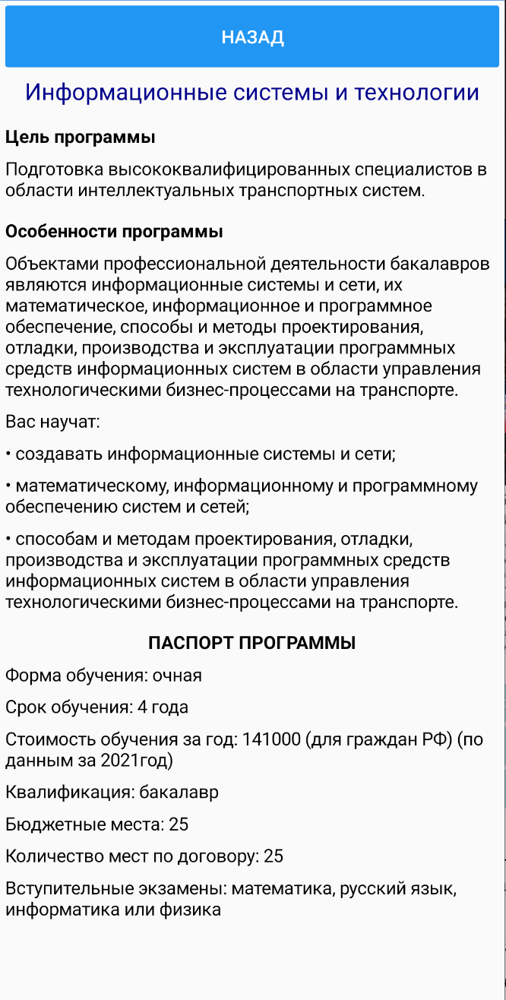 НАЗАД
Информационные системы и технологии
Цель программы
Подготовка высококвалифицированных специалистов в
области интеллектуальных транспортных систем.
Особенности программы
Объектами профессиональной деятельности бакалавров
являются информационные системы и сети, их
математическое, информационное и программное
обеспечение, способы и методы проектирования,
отладки, производства и эксплуатации программных
средств информационных систем в области управления
технологическими бизнес-процессами на транспорте.
Вас научат:
• создавать информационные системы и сети;
• математическому, информационному и программному
обеспечению систем и сетей;
• способам и методам проектирования, отладки,
производства и эксплуатации программных средств
информационных систем в области управления
технологическими бизнес-процессами на транспорте.
ПАСПОРТ ПРОГРАММЫ
Форма обучения: очная
Срок обучения: 4 года
Стоимость обучения за год: 141000 (для граждан РФ) (по
данным за 2021год)
Квалификация: бакалавр
Бюджетные места: 25
Количество мест по договору: 25
Вступительные экзамены: математика, русский язык,
информатика или физика